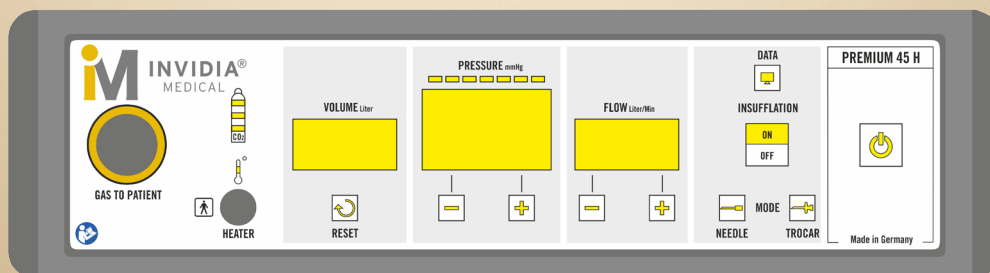 iM INVIDIA®
MEDICAL
CO2
GAS TO PATIENT
HEATER
VOLUME Liter
RESET
PRESSURE mmHg
FLOW Liter/Min
DATA
INSUFFLATION
ON
OFF
MODE
NEEDLE
TROCAR
PREMIUM 45 H
Made in Germany